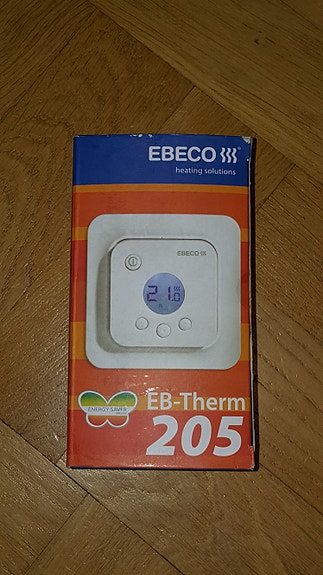 EBECO
heating solutions
EBECO
21.0
ENERGY SAVER
EB-Therm
205